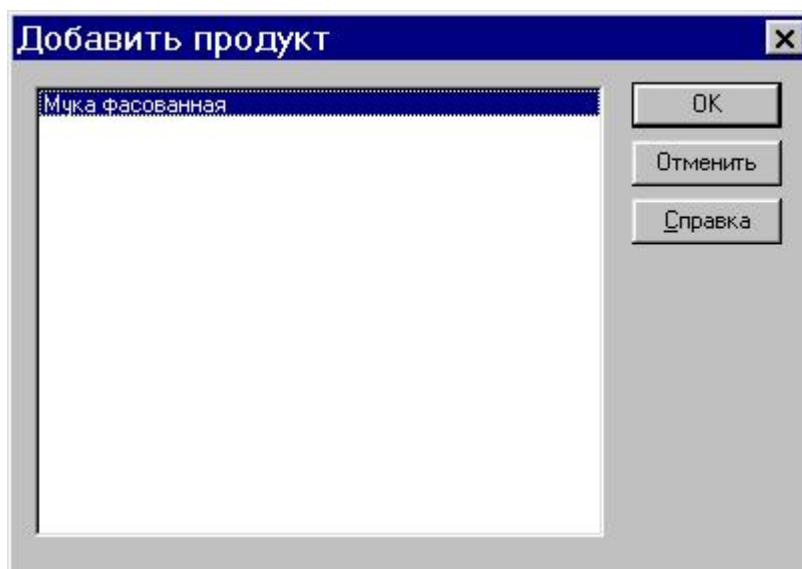 Добавить продукт
Мука фасованная
OK
Отменить
Справка